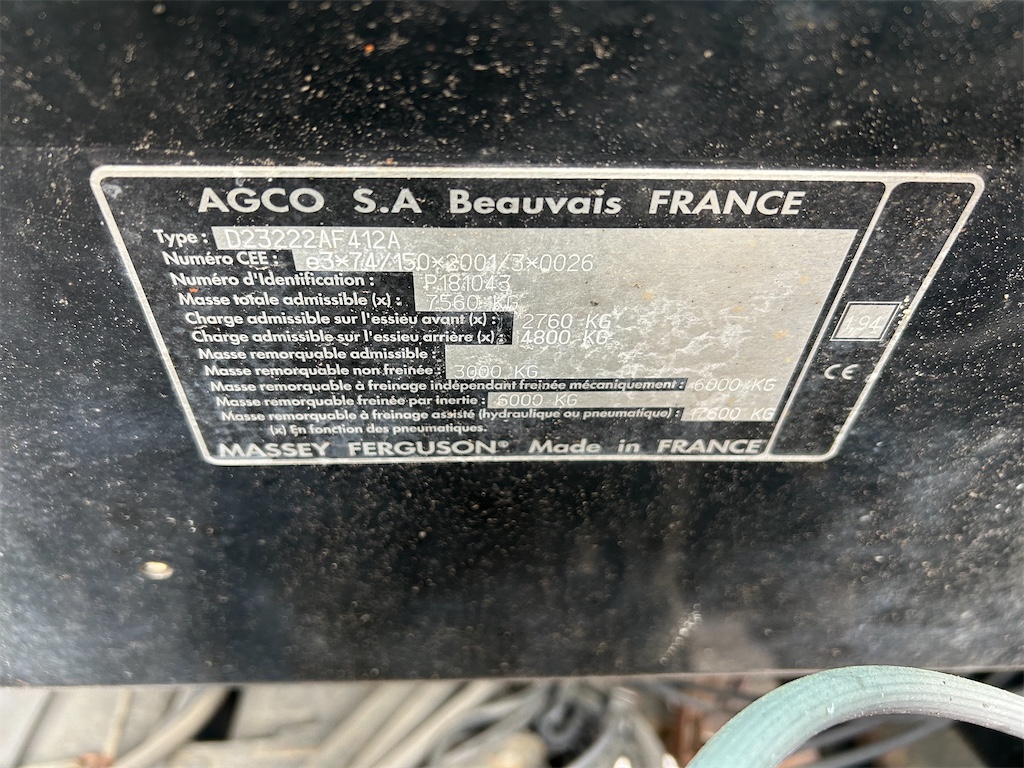 AGCO S.A Beauvais FRANCE
Type : D23222AF412A
Numéro CEE : e3*74/150*2001/3*0026
Numéro d'Identification : P181043
Masse totale admissible (x) : 7560 KG
Charge admissible sur l'essieu avant (x) : 2760 KG
Charge admissible sur l'essieu arrière (x) : 4800 KG
Masse remorquable admissible :
Masse remorquable non freinée : 3000 KG
Masse remorquable à freinage indépendant freinée mécaniquement : 6000 KG
Masse remorquable freinée par inertie : 6000 KG
Masse remorquable à freinage assisté (hydraulique ou pneumatique) : KG
(x) En fonction des pneumatiques.
MASSEY FERGUSON® Made in FRANCE
CE